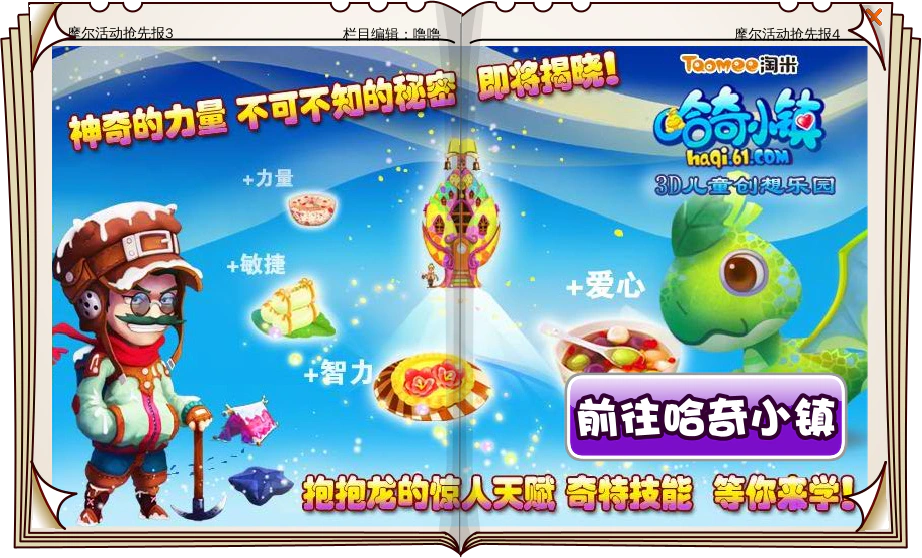 摩尔活动抢先报3
栏目编辑：噜噜
摩尔活动抢先报4
Taomee淘米
神奇的力量 不可不知的秘密 即将揭晓！
哈奇小镇
haqi.61.com
3D儿童创想乐园
+力量
+敏捷
+爱心
+智力
前往哈奇小镇
抱抱龙的惊人天赋 奇特技能 等你来学！